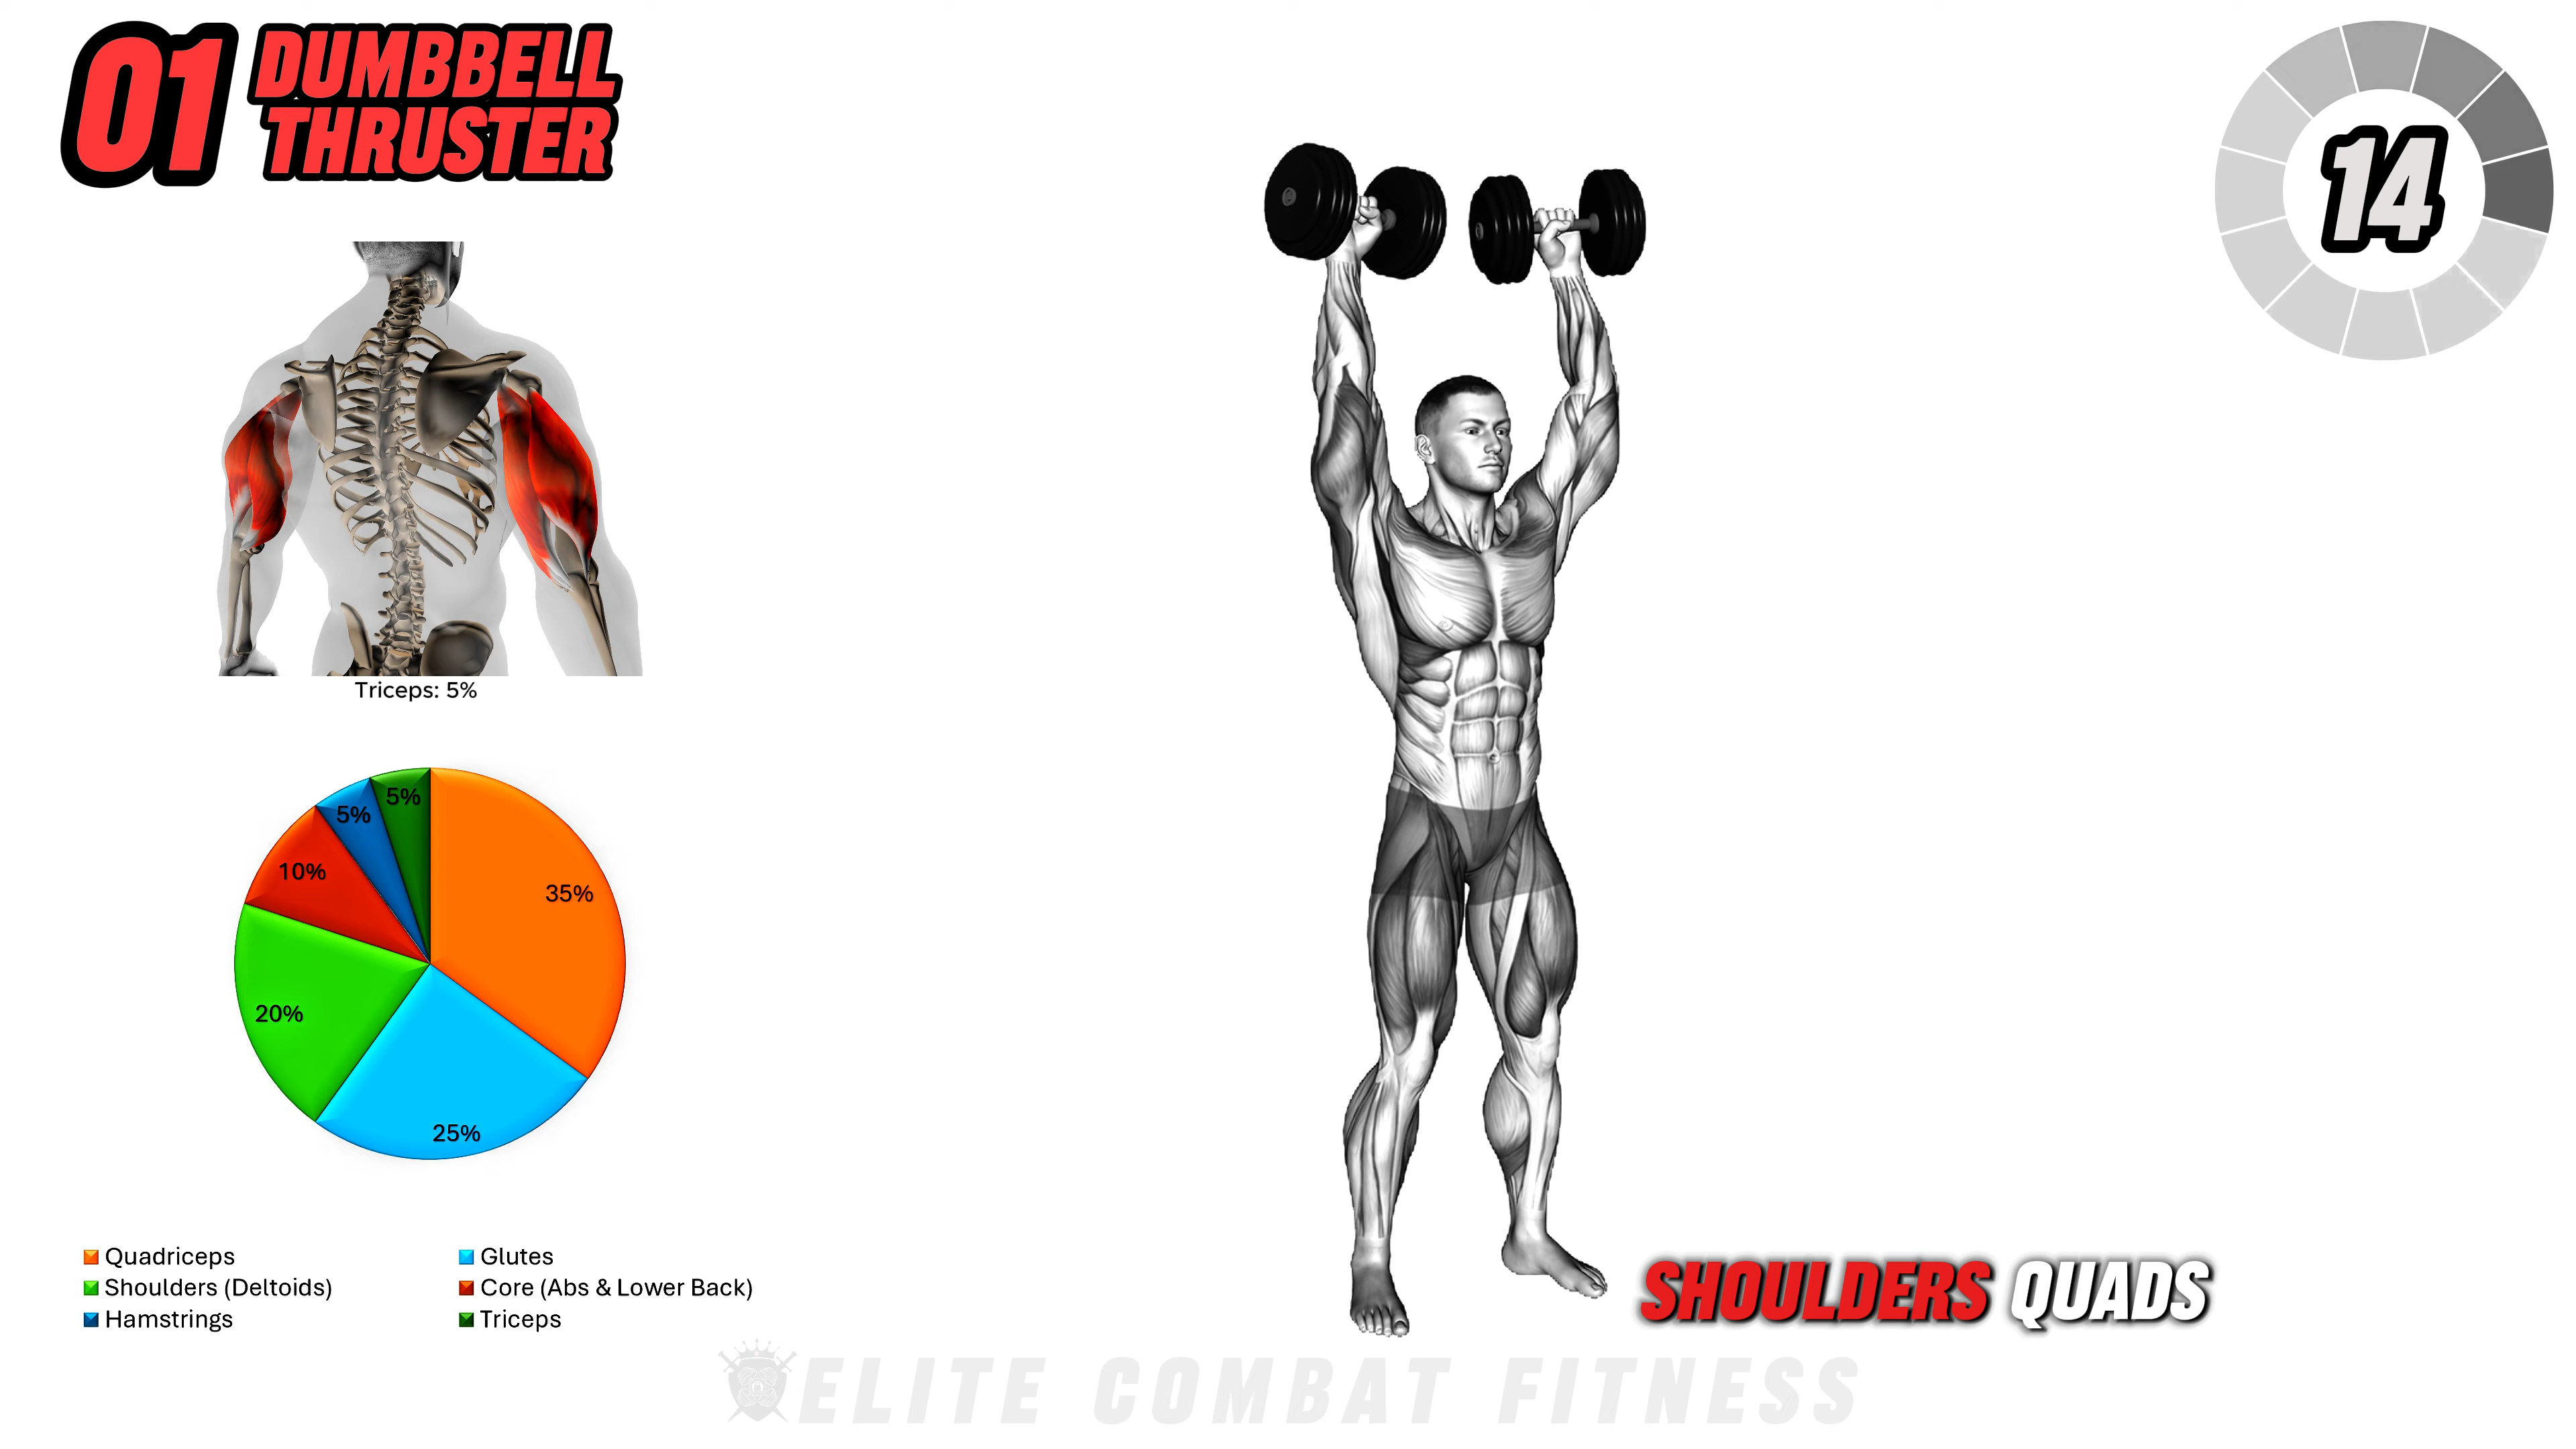 01
DUMBBELL
THRUSTER
14
Triceps: 5%
5%
5%
10%
35%
20%
25%
Quadriceps
Glutes
Shoulders (Deltoids)
Core (Abs & Lower Back)
Hamstrings
Triceps
SHOULDERS QUADS
ELITE COMBAT FITNESS